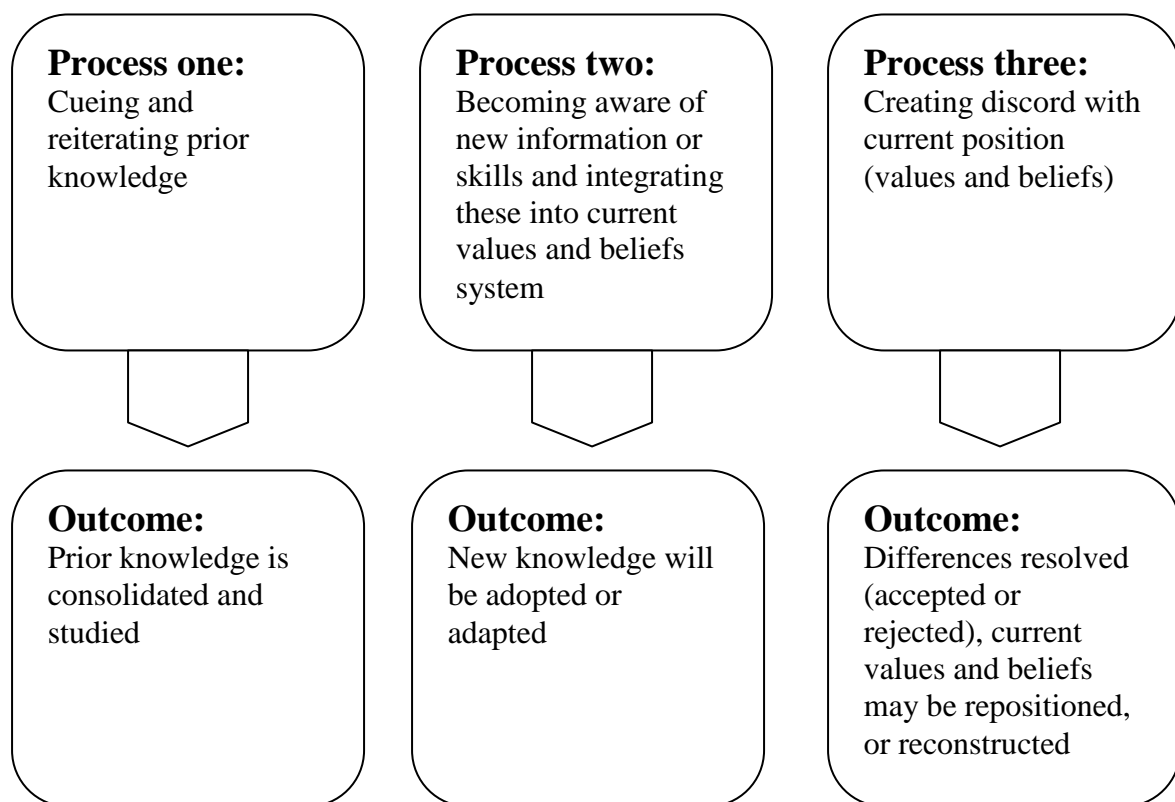 Process one:
Cueing and
reiterating prior
knowledge
Process two:
Becoming aware of
new information or
skills and integrating
these into current
values and beliefs
system
Process three:
Creating discord with
current position
(values and beliefs)
Outcome:
Prior knowledge is
consolidated and
studied
Outcome:
New knowledge will
be adopted or
adapted
Outcome:
Differences resolved
(accepted or
rejected), current
values and beliefs
may be repositioned,
or reconstructed